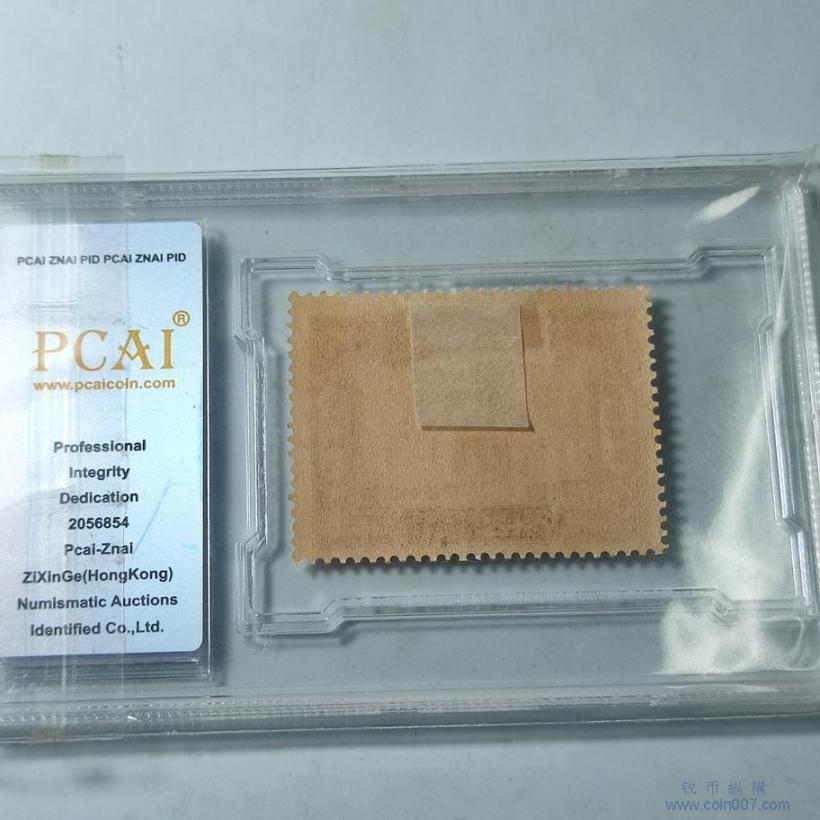 PCAI ZNAI PID PCAI ZNAI PID
PCAI®
www.pcaicoin.com
Professional
Integrity
Dedication
2056854
Pcai-Znai
ZiXinGe(HongKong)
Numismatic Auctions
Identified Co.,Ltd.
钱币纵横
www.coin007.com